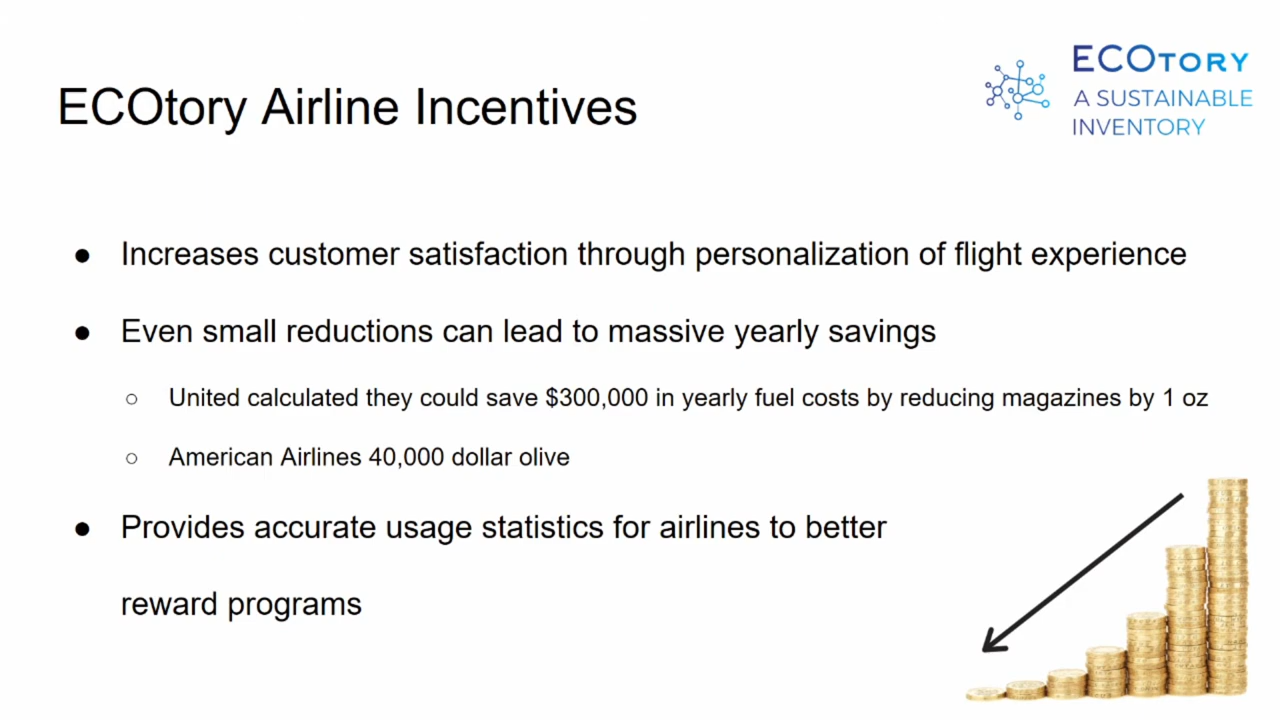 ECOTORY
A SUSTAINABLE
INVENTORY
ECOtory Airline Incentives
● Increases customer satisfaction through personalization of flight experience
● Even small reductions can lead to massive yearly savings
○ United calculated they could save $300,000 in yearly fuel costs by reducing magazines by 1 oz
○ American Airlines 40,000 dollar olive
● Provides accurate usage statistics for airlines to better
reward programs